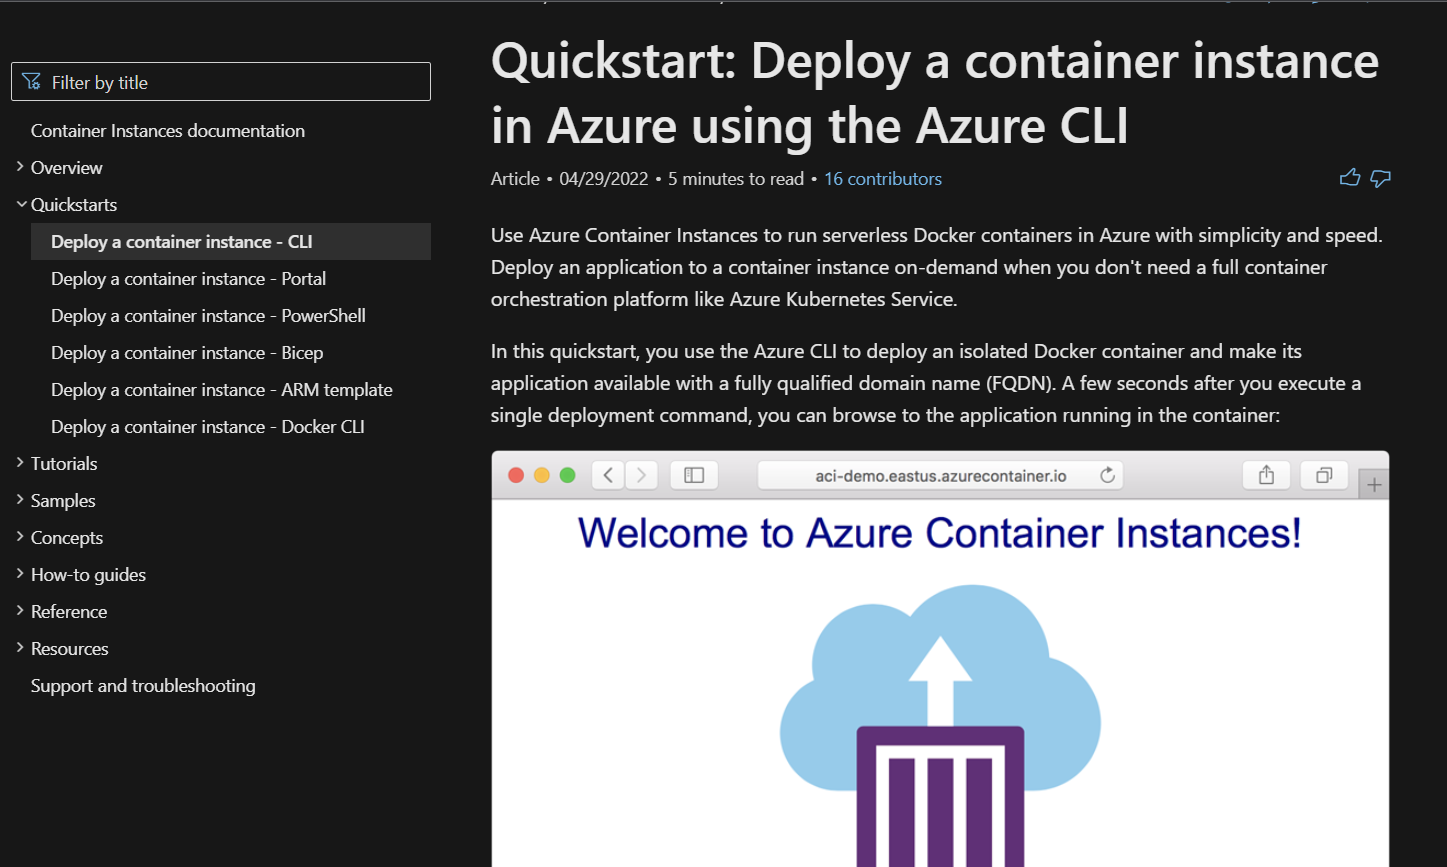 Filter by title
Container Instances documentation
Overview
Quickstarts
Deploy a container instance - CLI
Deploy a container instance - Portal
Deploy a container instance - PowerShell
Deploy a container instance - Bicep
Deploy a container instance - ARM template
Deploy a container instance - Docker CLI
Tutorials
Samples
Concepts
How-to guides
Reference
Resources
Support and troubleshooting
Quickstart: Deploy a container instance
in Azure using the Azure CLI
Article • 04/29/2022 • 5 minutes to read • 16 contributors
Use Azure Container Instances to run serverless Docker containers in Azure with simplicity and speed.
Deploy an application to a container instance on-demand when you don't need a full container
orchestration platform like Azure Kubernetes Service.
In this quickstart, you use the Azure CLI to deploy an isolated Docker container and make its
application available with a fully qualified domain name (FQDN). A few seconds after you execute a
single deployment command, you can browse to the application running in the container:
aci-demo.eastus.azurecontainer.io
Welcome to Azure Container Instances!